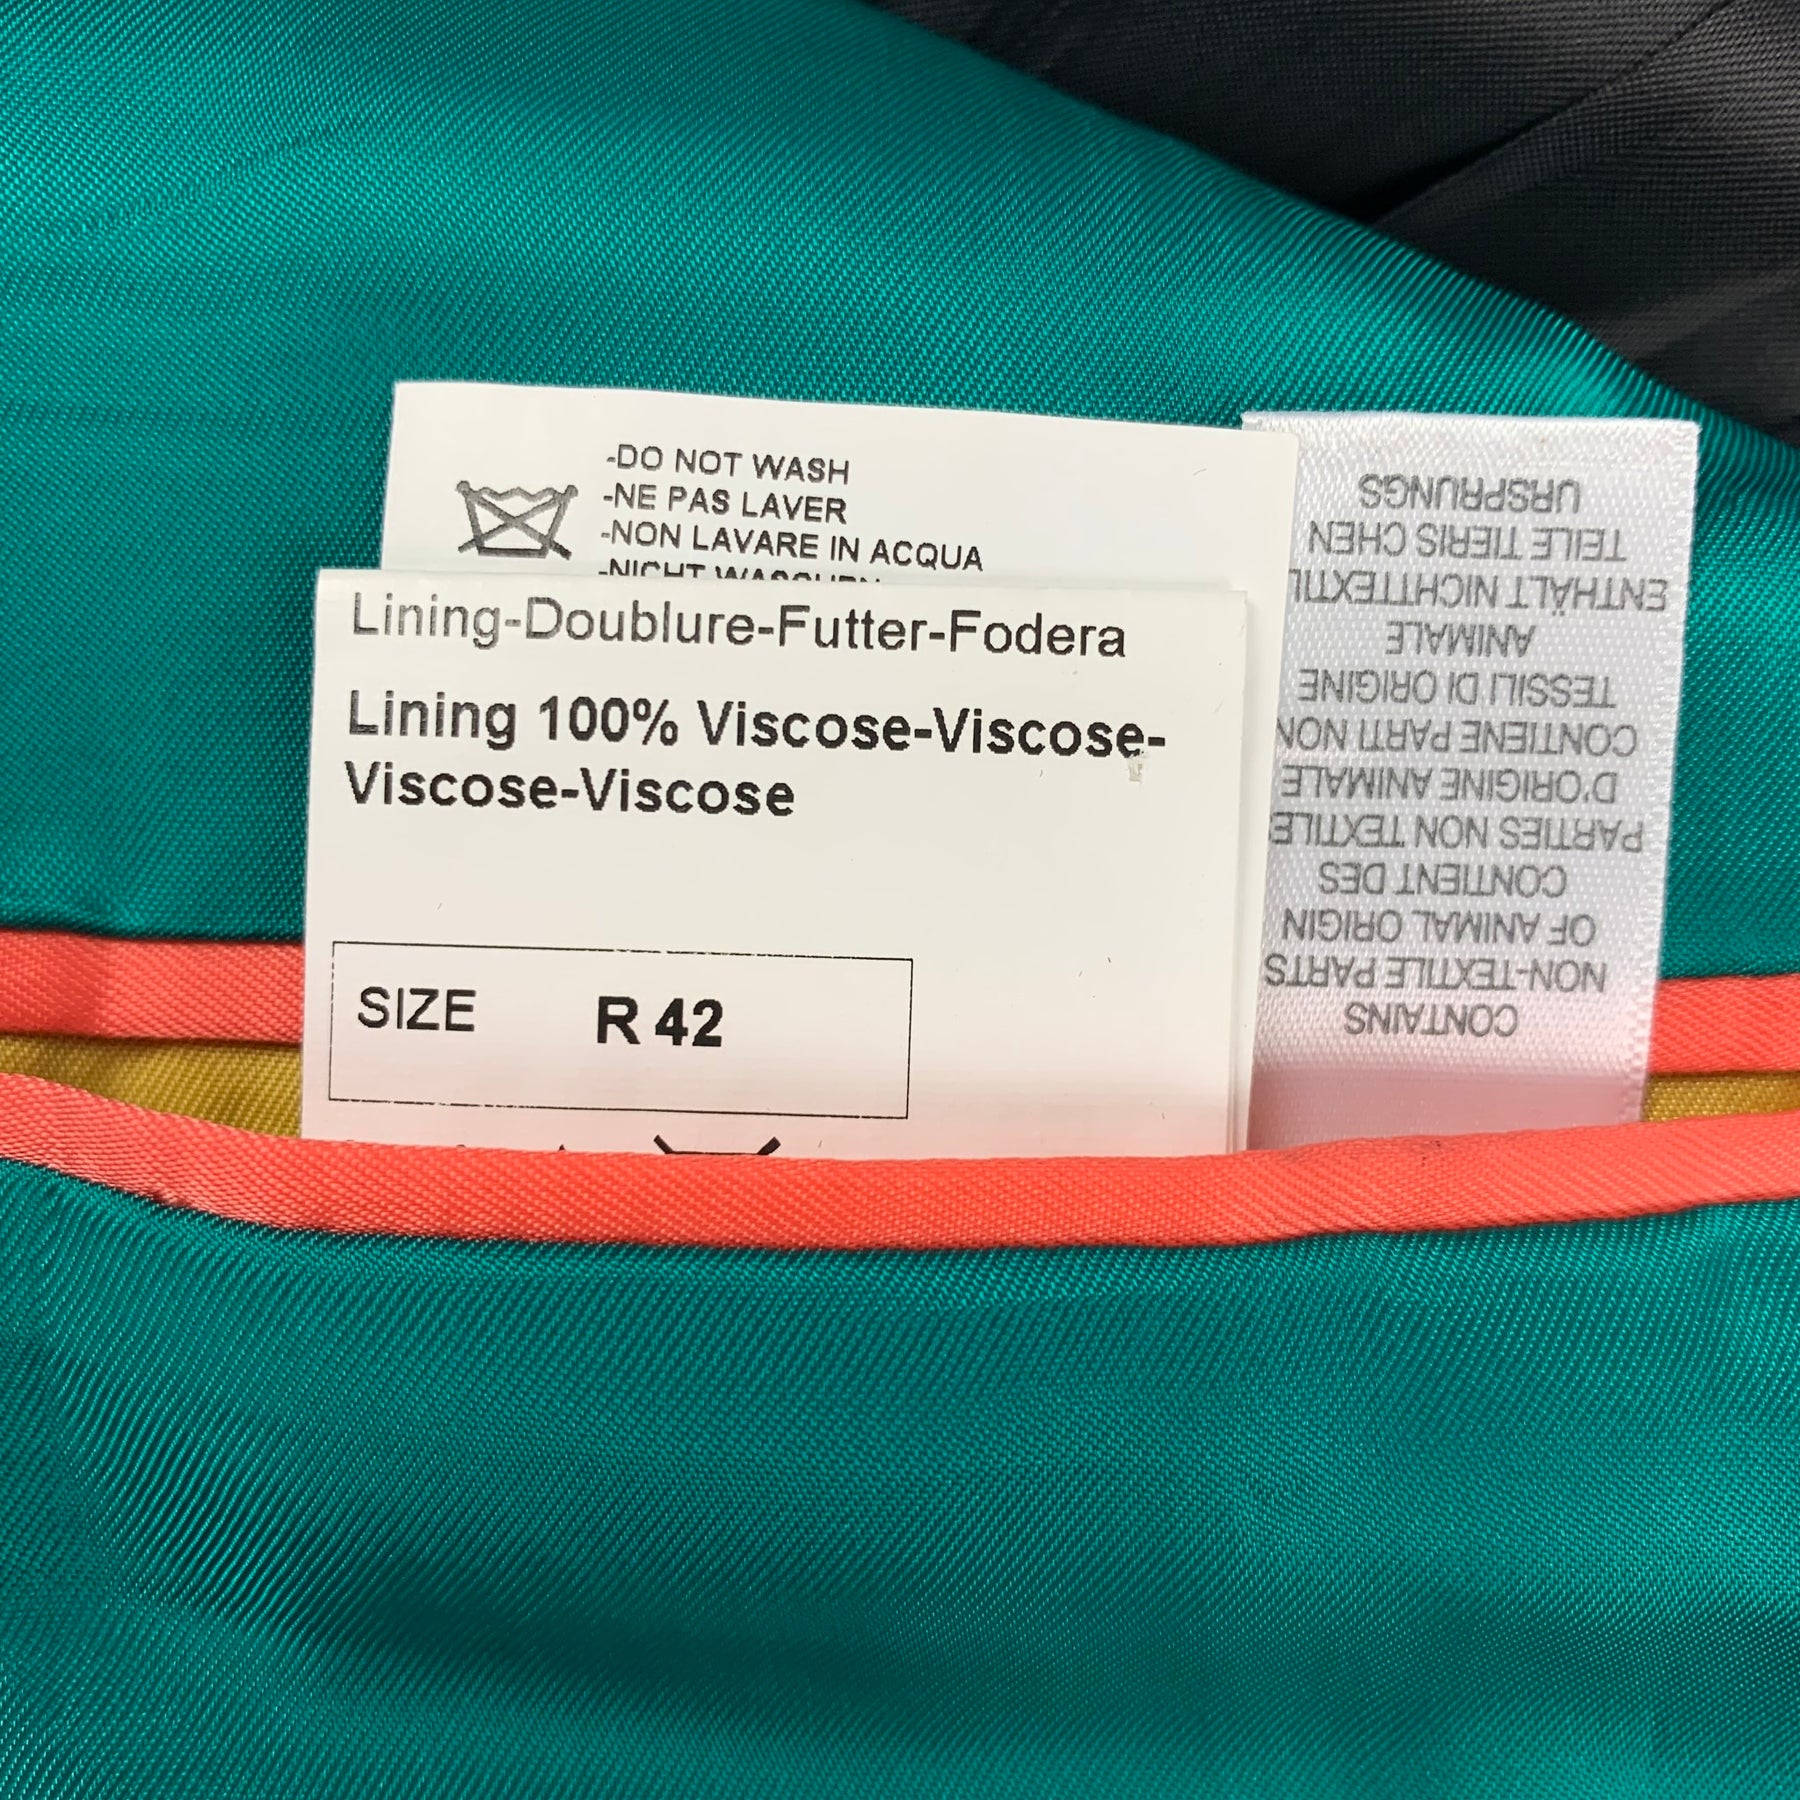 -DO NOT WASH
-NE PAS LAVER
-NON LAVARE IN ACQUA
Lining-Doublure-Futter-Fodera
Lining 100% Viscose-Viscose-
Viscose-Viscose
SIZE R 42
CONTAINS
NON-TEXTILE PARTS
OF ANIMAL ORIGIN
CONTIENT DES
PARTIES NON TEXTILES
D'ORIGINE ANIMALE
CONTIENE PARTI NON
TESSILI DI ORIGINE
ANIMALE
ENTHÄLT NICHTTEXTIL
TEILE TIERIS CHEN
URSPRUNGS